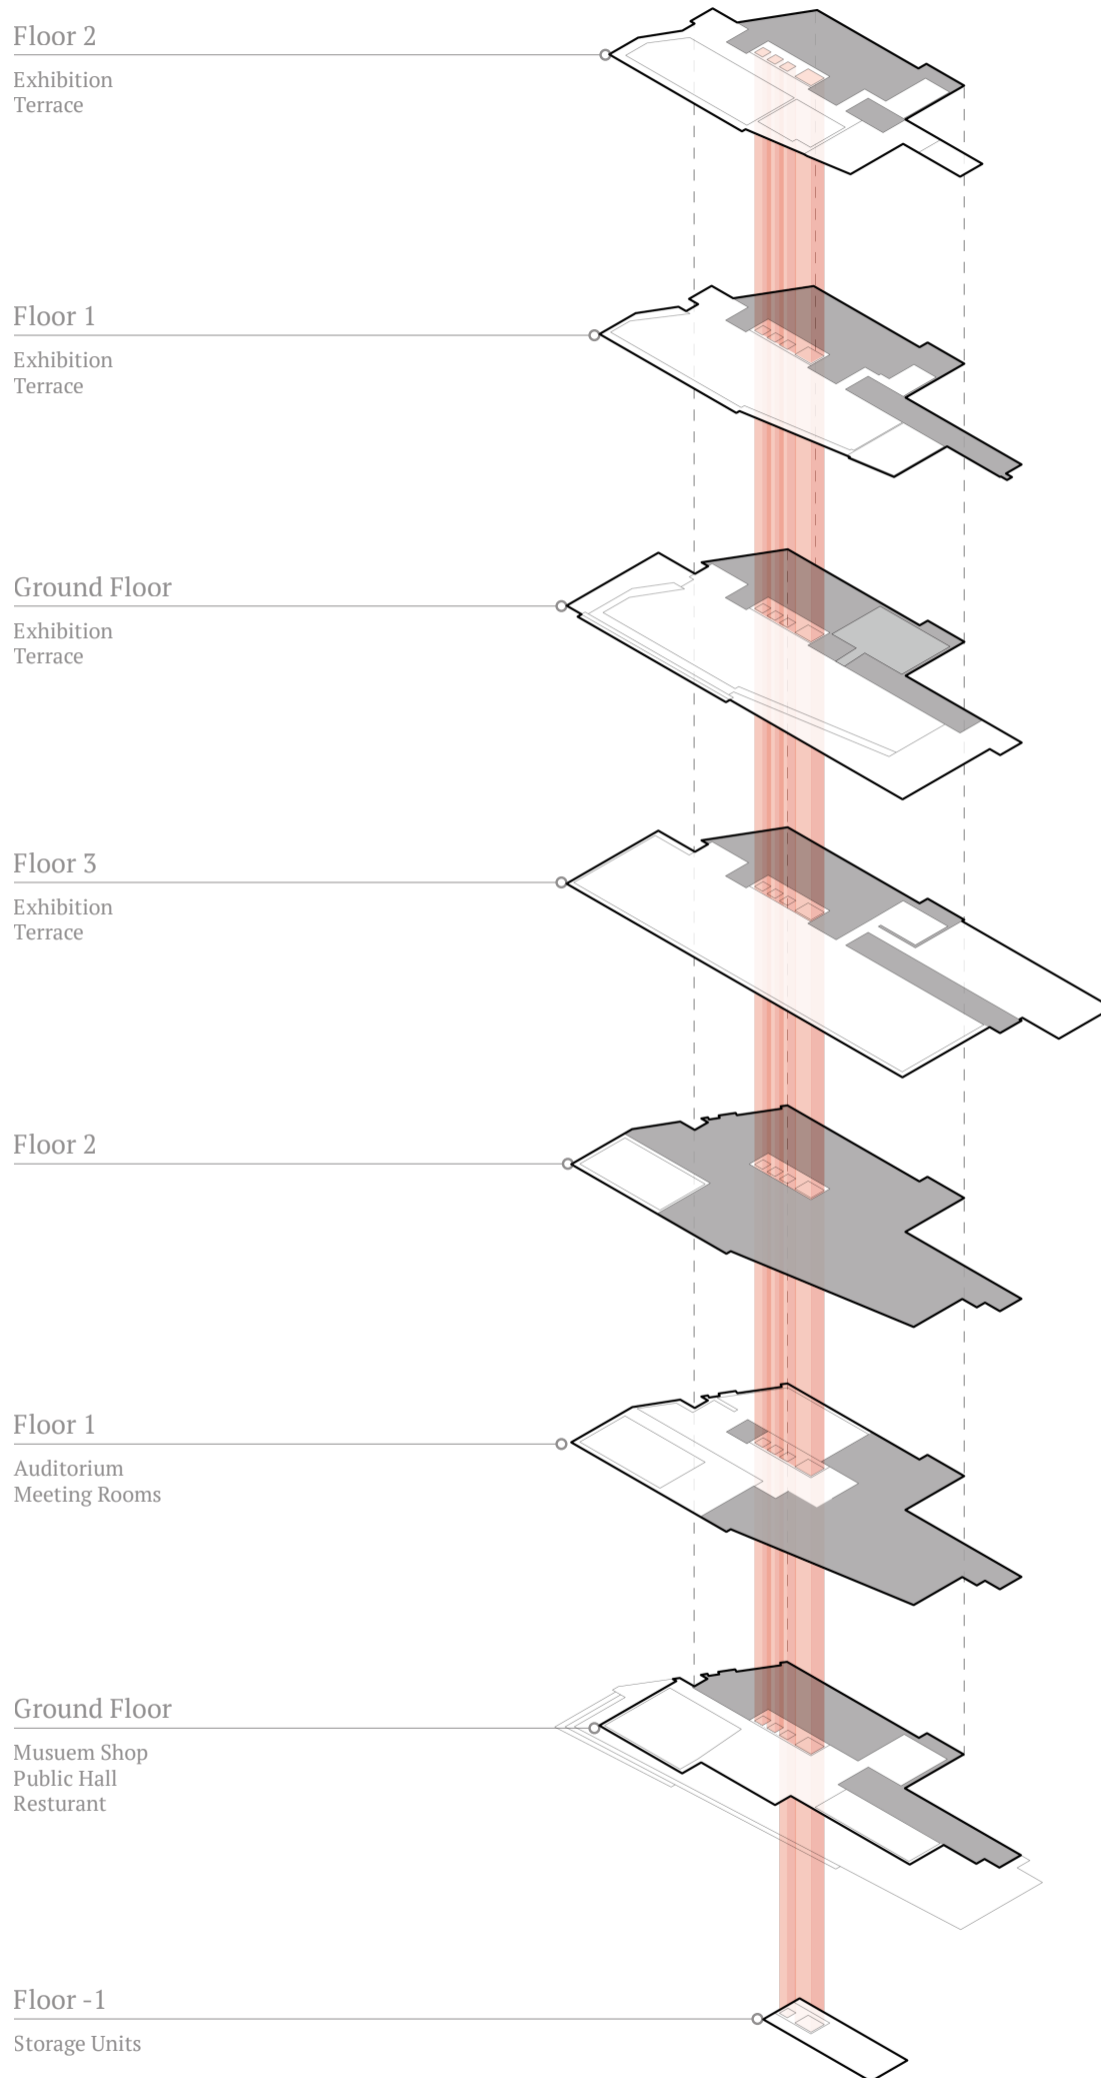 Floor 2
Exhibition
Terrace
Floor 1
Exhibition
Terrace
Ground Floor
Exhibition
Terrace
Floor 3
Exhibition
Terrace
Floor 2
Floor 1
Auditorium
Meeting Rooms
Ground Floor
Musuem Shop
Public Hall
Resturant
Floor -1
Storage Units